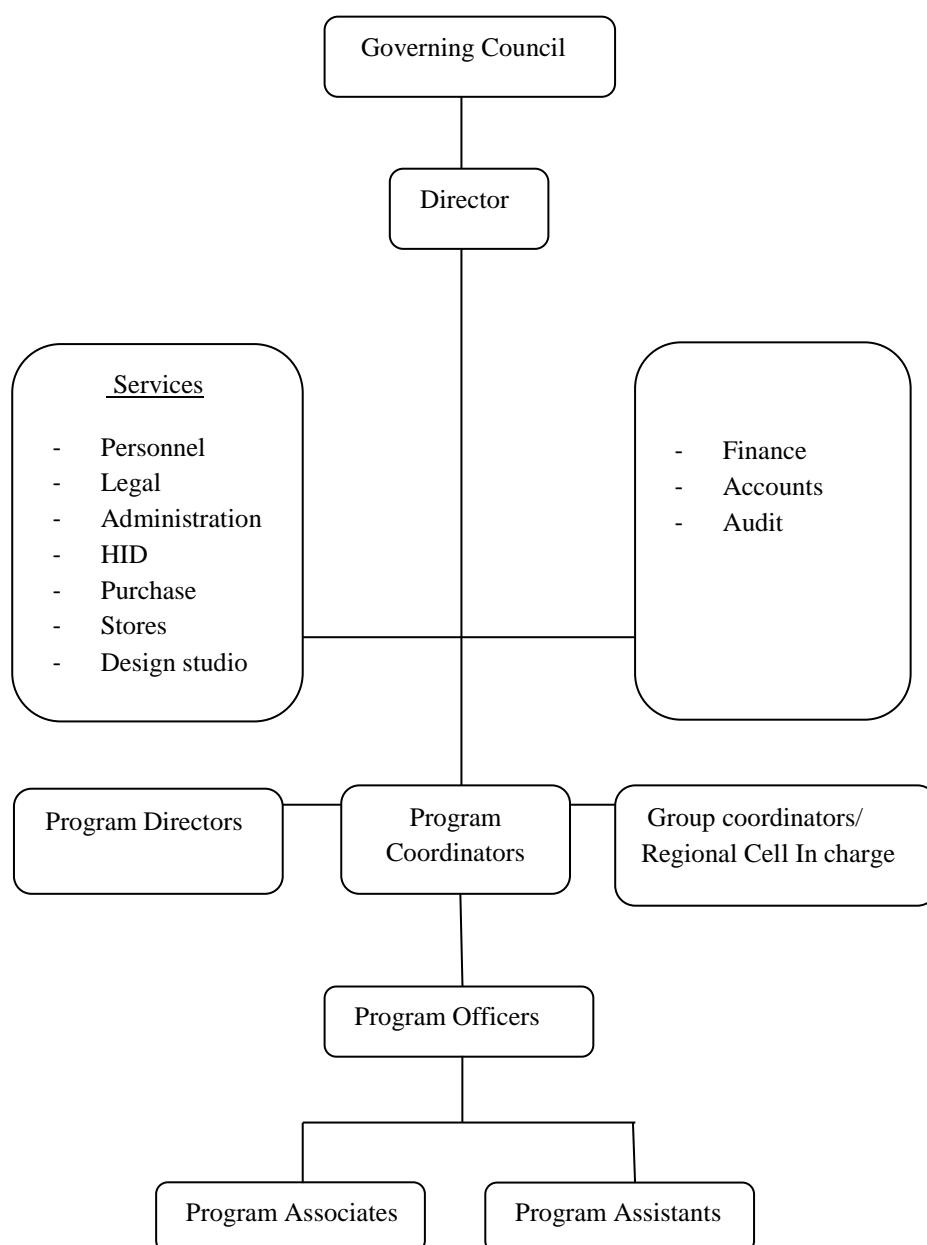 Governing Council
Director
Services
- Personnel
- Legal
- Administration
- HID
- Purchase
- Stores
- Design studio
- Finance
- Accounts
- Audit
Program Directors
Program
Coordinators
Group coordinators/
Regional Cell In charge
Program Officers
Program Associates
Program Assistants